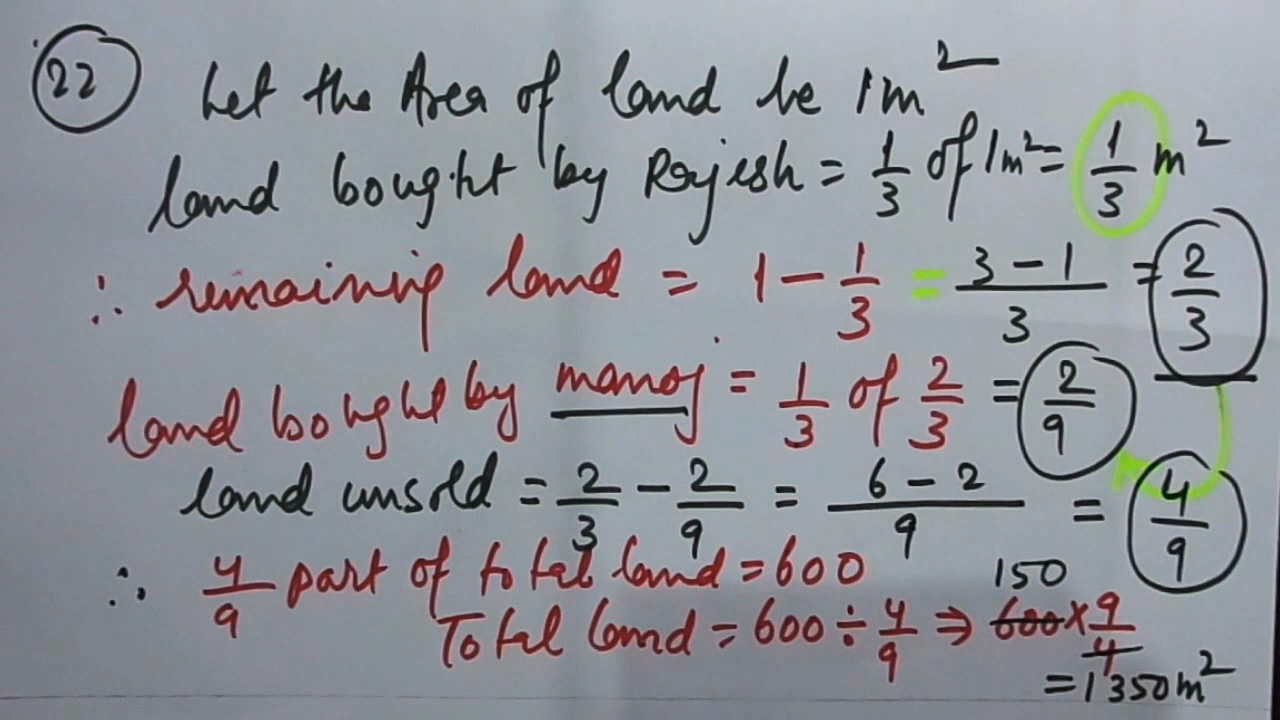 22 Let the Area of land be 1m²
land bought by Rajesh = 1/3 of 1m² = 1/3 m²
∴ remaining land = 1 - 1/3 = (3 - 1)/3 = 2/3
land bought by manoj = 1/3 of 2/3 = 2/9
land unsold = 2/3 - 2/9 = (6 - 2)/9 = 4/9
∴ 4/9 part of total land = 600
150
Total land = 600 ÷ 4/9 ⇒ 600 × 9/4
= 1350m²